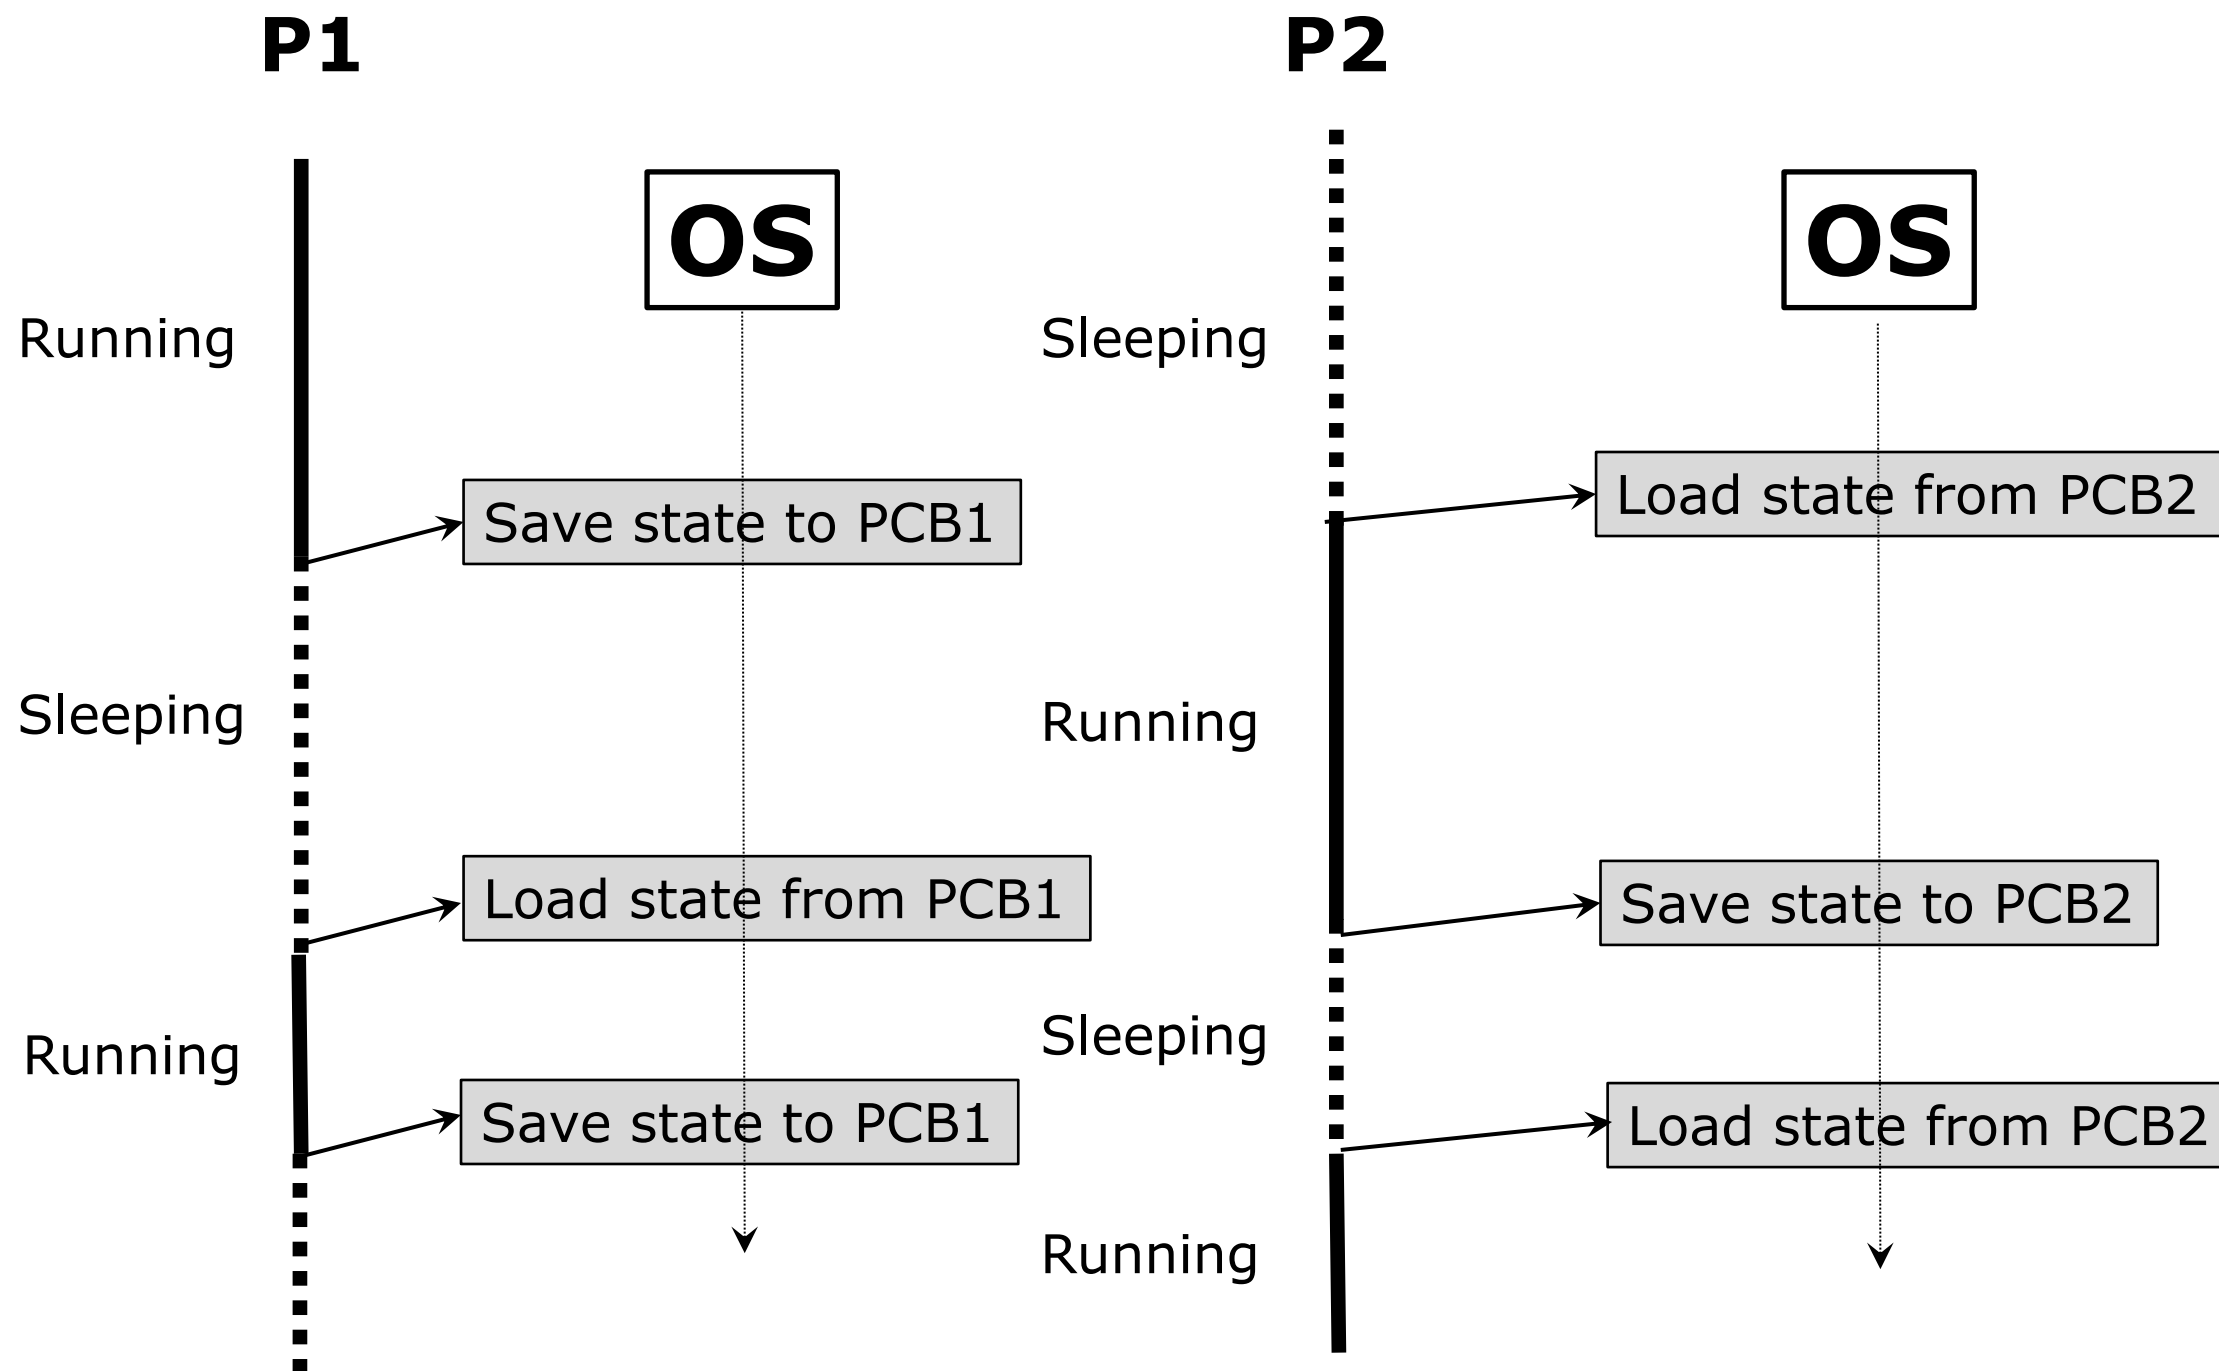 P1
P2
OS
OS
Running
Sleeping
Load state from PCB2
Save state to PCB1
Sleeping
Running
Load state from PCB1
Save state to PCB2
Running
Sleeping
Save state to PCB1
Load state from PCB2
Running